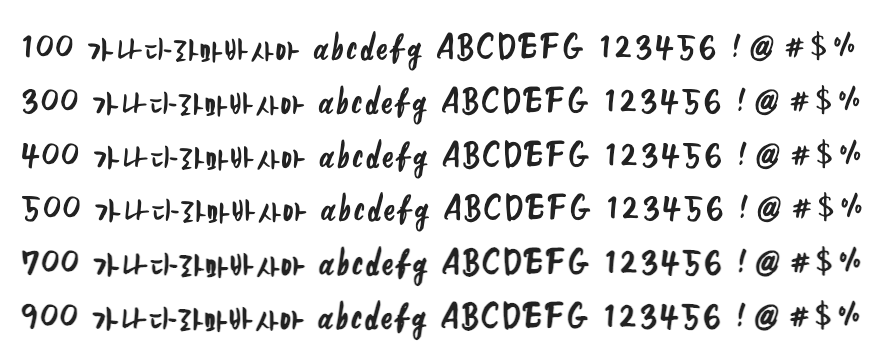 100 가나다라마바사아 abcdefg ABCDEFG 123456 ! @ # $ %
300 가나다라마바사아 abcdefg ABCDEFG 123456 ! @ # $ %
400 가나다라마바사아 abcdefg ABCDEFG 123456 ! @ # $ %
500 가나다라마바사아 abcdefg ABCDEFG 123456 ! @ # $ %
700 가나다라마바사아 abcdefg ABCDEFG 123456 ! @ # $ %
900 가나다라마바사아 abcdefg ABCDEFG 123456 ! @ # $ %